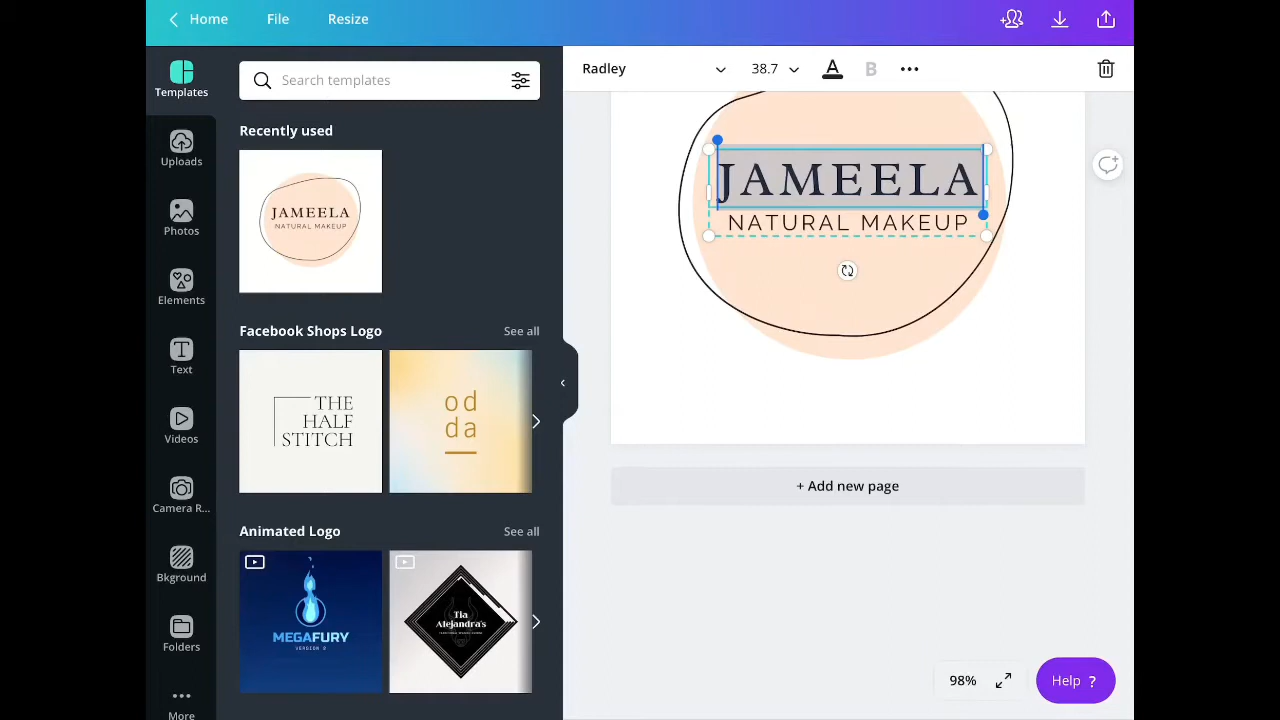 Home File Resize
Templates
Uploads
Photos
Elements
Text
Videos
Camera R...
Bkground
Folders
More
Search templates
Recently used
JAMEELA
NATURAL MAKEUP
Facebook Shops Logo See all
THE
HALF
STITCH
od
da
Animated Logo See all
MEGAFURY
VERSION 2
Tia
Alejandra's
Radley 38.7 A B
JAMEELA
NATURAL MAKEUP
+ Add new page
98%
Help ?